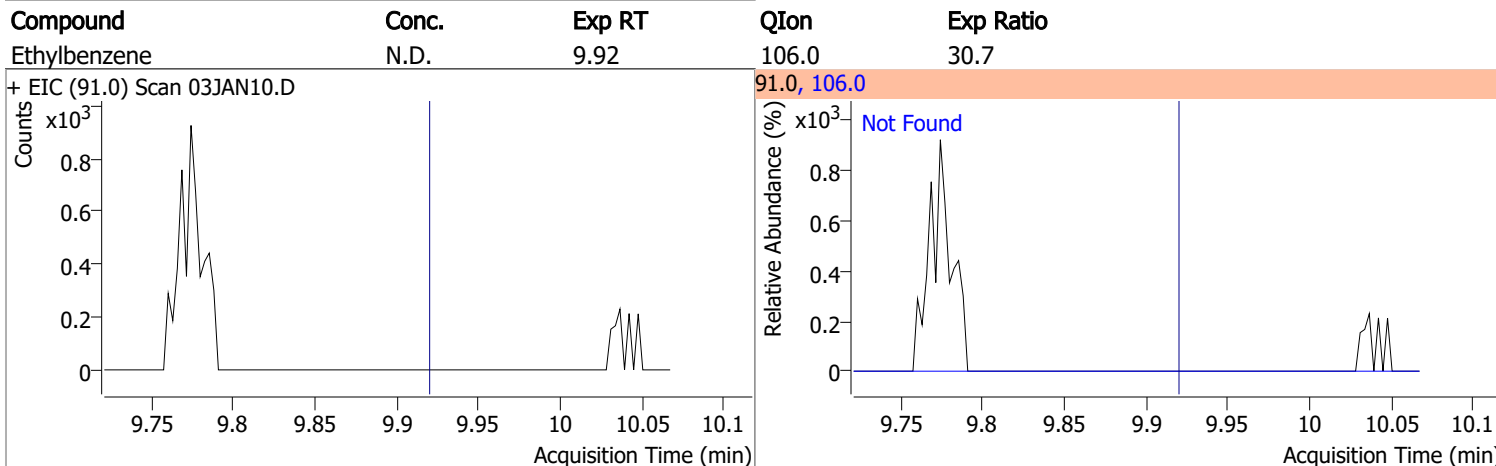 Compound Conc. Exp RT QIon Exp Ratio
Ethylbenzene N.D. 9.92 106.0 30.7
+ EIC (91.0) Scan 03JAN10.D
Counts
x10³
0.8
0.6
0.4
0.2
0
9.75 9.8 9.85 9.9 9.95 10 10.05 10.1
Acquisition Time (min)
91.0, 106.0
Relative Abundance (%)
x10³
Not Found
0.8
0.6
0.4
0.2
0
9.75 9.8 9.85 9.9 9.95 10 10.05 10.1
Acquisition Time (min)